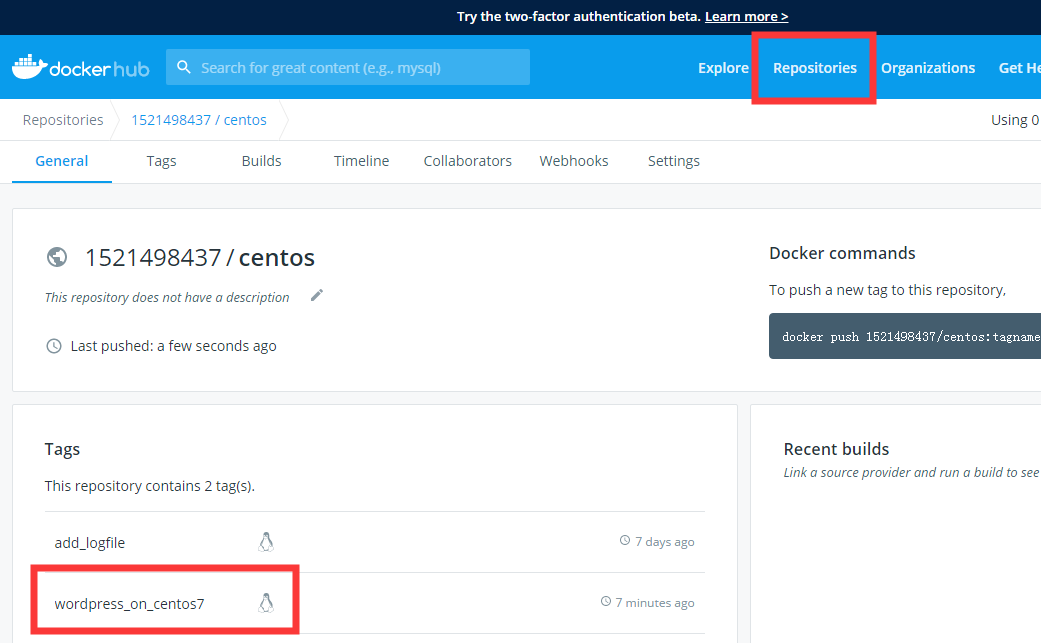 Try the two-factor authentication beta. Learn more >
docker hub Search for great content (e.g., mysql) Explore Repositories Organizations Get He
Repositories 1521498437 / centos Using 0
General Tags Builds Timeline Collaborators Webhooks Settings
1521498437 / centos
This repository does not have a description
Last pushed: a few seconds ago
Docker commands
To push a new tag to this repository,
docker push 1521498437/centos:tagname
Tags
This repository contains 2 tag(s).
add_logfile 7 days ago
wordpress_on_centos7 7 minutes ago
Recent builds
Link a source provider and run a build to see